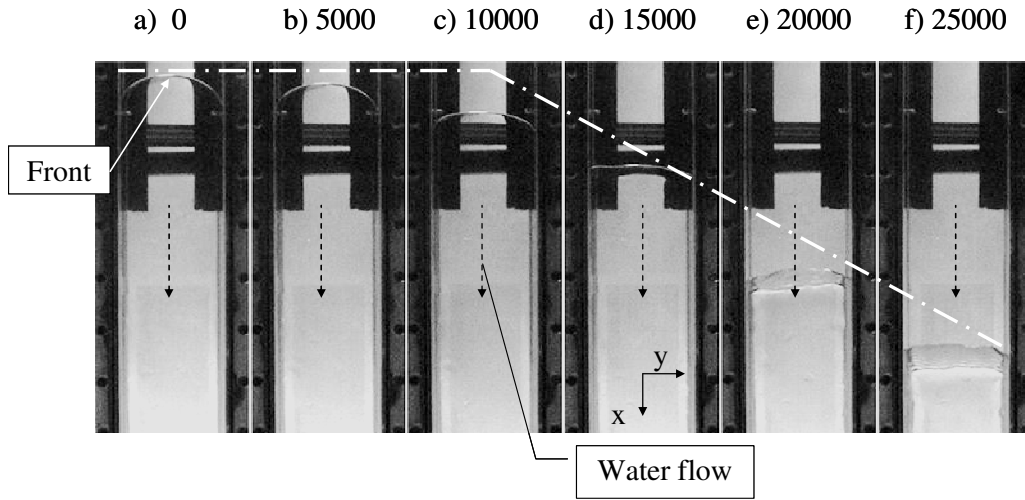 a) 0
b) 5000
c) 10000
d) 15000
e) 20000
f) 25000
Front
y
x
Water flow